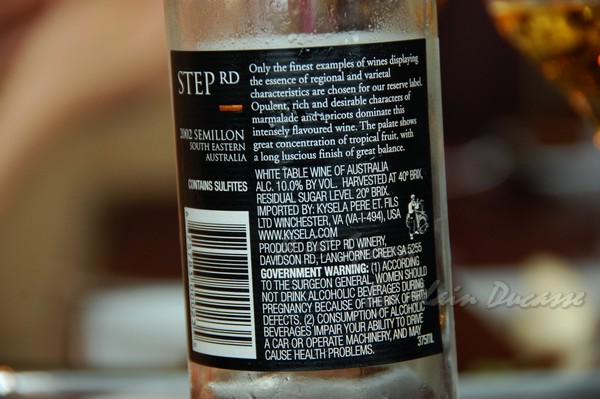 STEP RD
2002 SEMILLON
SOUTH EASTERN
AUSTRALIA
CONTAINS SULFITES
Only the finest examples of wines displaying
the essence of regional and varietal
characteristics are chosen for our reserve label.
Opulent, rich and desirable characters of
marmalade and apricots dominate this
intensely flavoured wine. The palate shows
great concentration of tropical fruit, with
a long luscious finish of great balance.
WHITE TABLE WINE OF AUSTRALIA
ALC. 10.0% BY VOL. HARVESTED AT 40° BRIX,
RESIDUAL SUGAR LEVEL 20° BRIX.
IMPORTED BY: KYSELA PERE ET. FILS
LTD WINCHESTER, VA (VA-I-494), USA
WWW.KYSELA.COM
PRODUCED BY STEP RD WINERY,
DAVIDSON RD, LANGHORNE CREEK SA 5255
GOVERNMENT WARNING: (1) ACCORDING
TO THE SURGEON GENERAL, WOMEN SHOULD
NOT DRINK ALCOHOLIC BEVERAGES DURING
PREGNANCY BECAUSE OF THE RISK OF BIRTH
DEFECTS. (2) CONSUMPTION OF ALCOHOLIC
BEVERAGES IMPAIR YOUR ABILITY TO DRIVE
A CAR OR OPERATE MACHINERY, AND MAY
CAUSE HEALTH PROBLEMS.
375mL
Ducasse